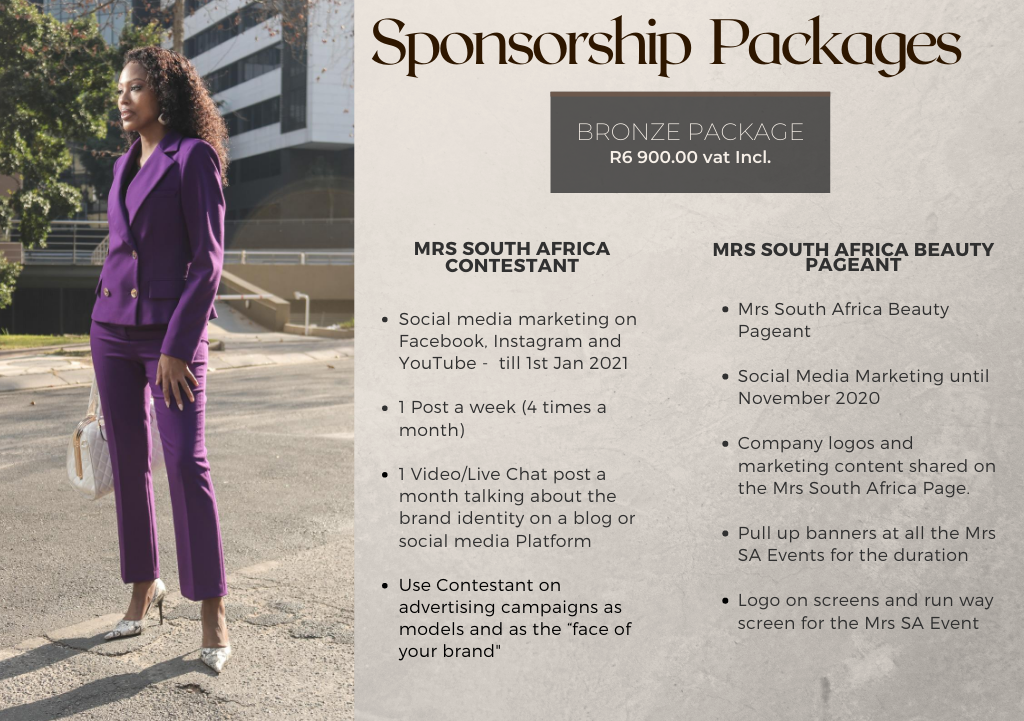 Sponsorship Packages
BRONZE PACKAGE
R6 900.00 vat Incl.
MRS SOUTH AFRICA
CONTESTANT
• Social media marketing on
Facebook, Instagram and
YouTube - till 1st Jan 2021
• 1 Post a week (4 times a
month)
• 1 Video/Live Chat post a
month talking about the
brand identity on a blog or
social media Platform
• Use Contestant on
advertising campaigns as
models and as the “face of
your brand"
MRS SOUTH AFRICA BEAUTY
PAGEANT
• Mrs South Africa Beauty
Pageant
• Social Media Marketing until
November 2020
• Company logos and
marketing content shared on
the Mrs South Africa Page.
• Pull up banners at all the Mrs
SA Events for the duration
• Logo on screens and run way
screen for the Mrs SA Event